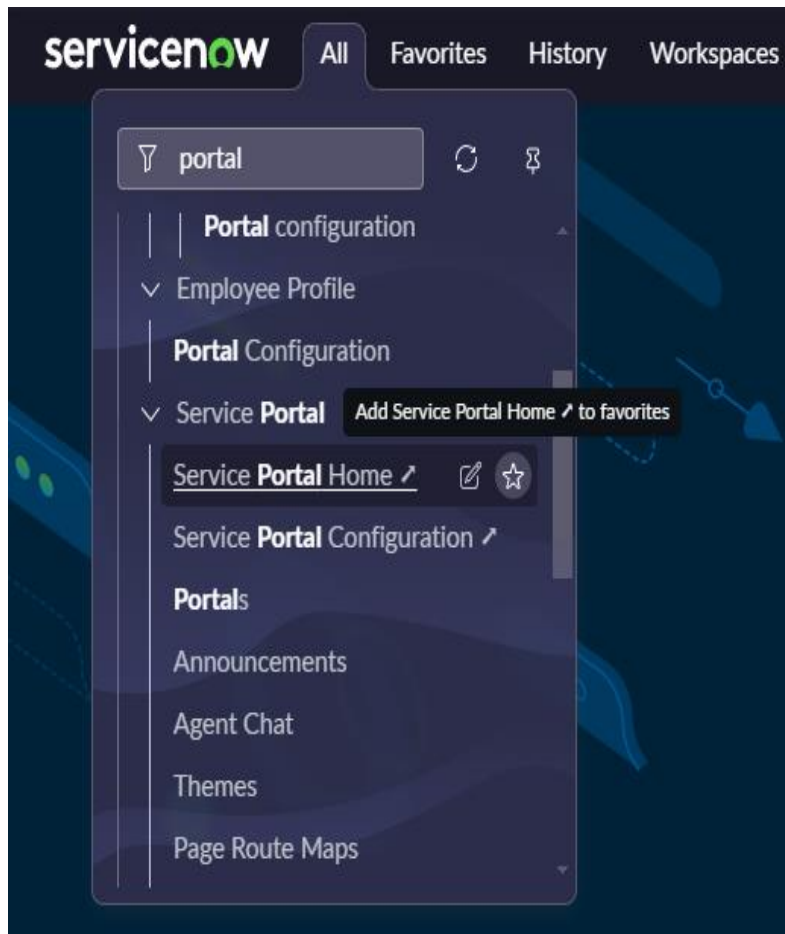 servicenow All Favorites History Workspaces
portal
Portal configuration
Employee Profile
Portal Configuration
Service Portal
Add Service Portal Home ↗ to favorites
Service Portal Home ↗
Service Portal Configuration ↗
Portals
Announcements
Agent Chat
Themes
Page Route Maps